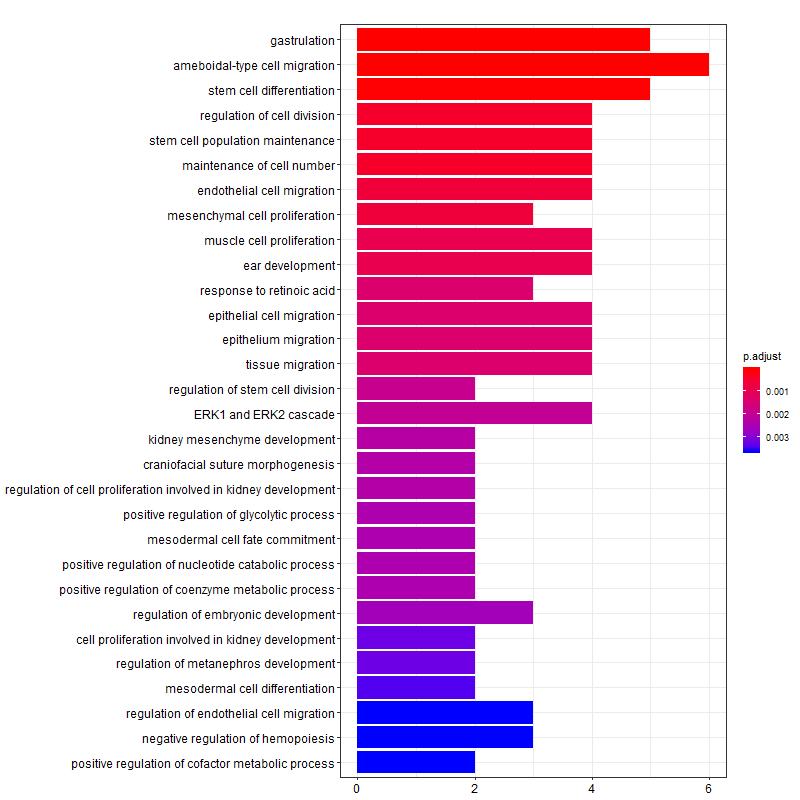 gastrulation
ameboidal-type cell migration
stem cell differentiation
regulation of cell division
stem cell population maintenance
maintenance of cell number
endothelial cell migration
mesenchymal cell proliferation
muscle cell proliferation
ear development
response to retinoic acid
epithelial cell migration
epithelium migration
tissue migration
regulation of stem cell division
ERK1 and ERK2 cascade
kidney mesenchyme development
craniofacial suture morphogenesis
regulation of cell proliferation involved in kidney development
positive regulation of glycolytic process
mesodermal cell fate commitment
positive regulation of nucleotide catabolic process
positive regulation of coenzyme metabolic process
regulation of embryonic development
cell proliferation involved in kidney development
regulation of metanephros development
mesodermal cell differentiation
regulation of endothelial cell migration
negative regulation of hemopoiesis
positive regulation of cofactor metabolic process
0 2 4 6
p.adjust
0.001
0.002
0.003